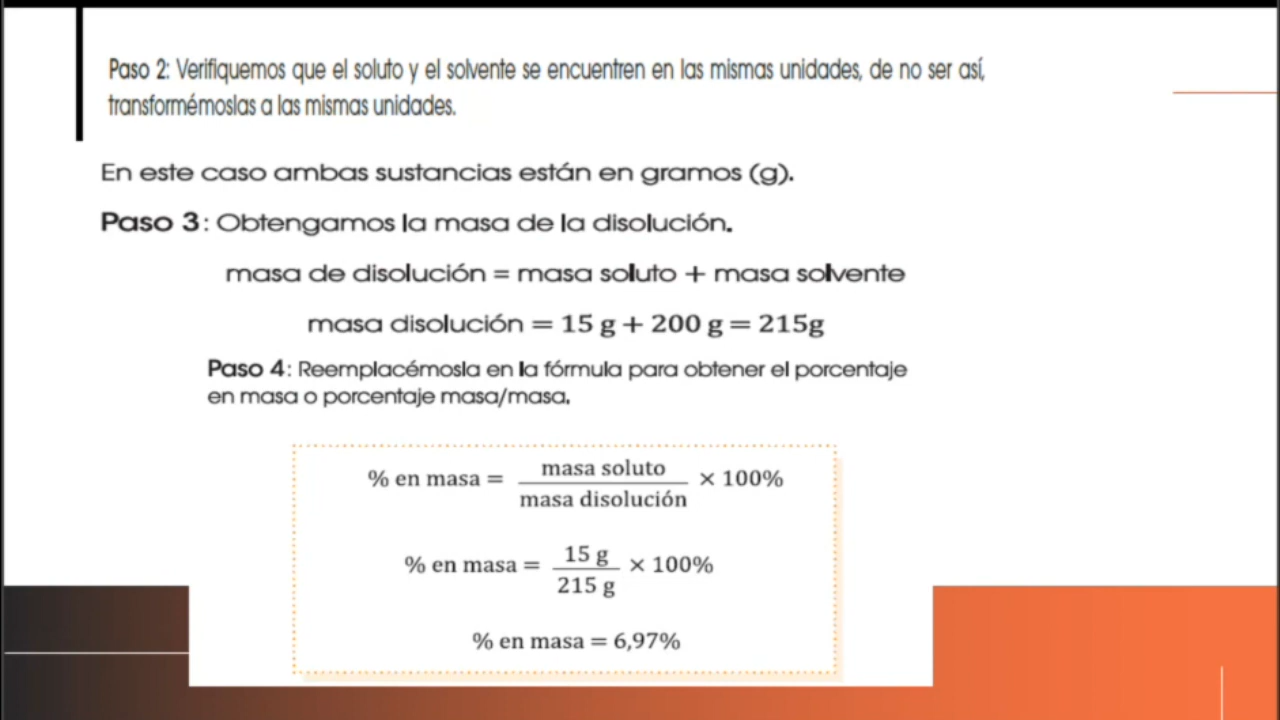 Paso 2: Verifiquemos que el soluto y el solvente se encuentren en las mismas unidades, de no ser así,
transformémoslas a las mismas unidades.
En este caso ambas sustancias están en gramos (g).
Paso 3: Obtengamos la masa de la disolución.
masa de disolución = masa soluto + masa solvente
masa disolución = 15 g + 200 g = 215g
Paso 4: Reemplacémosla en la fórmula para obtener el porcentaje
en masa o porcentaje masa/masa.
% en masa = masa soluto / masa disolución × 100%
% en masa = 15 g / 215 g × 100%
% en masa = 6,97%